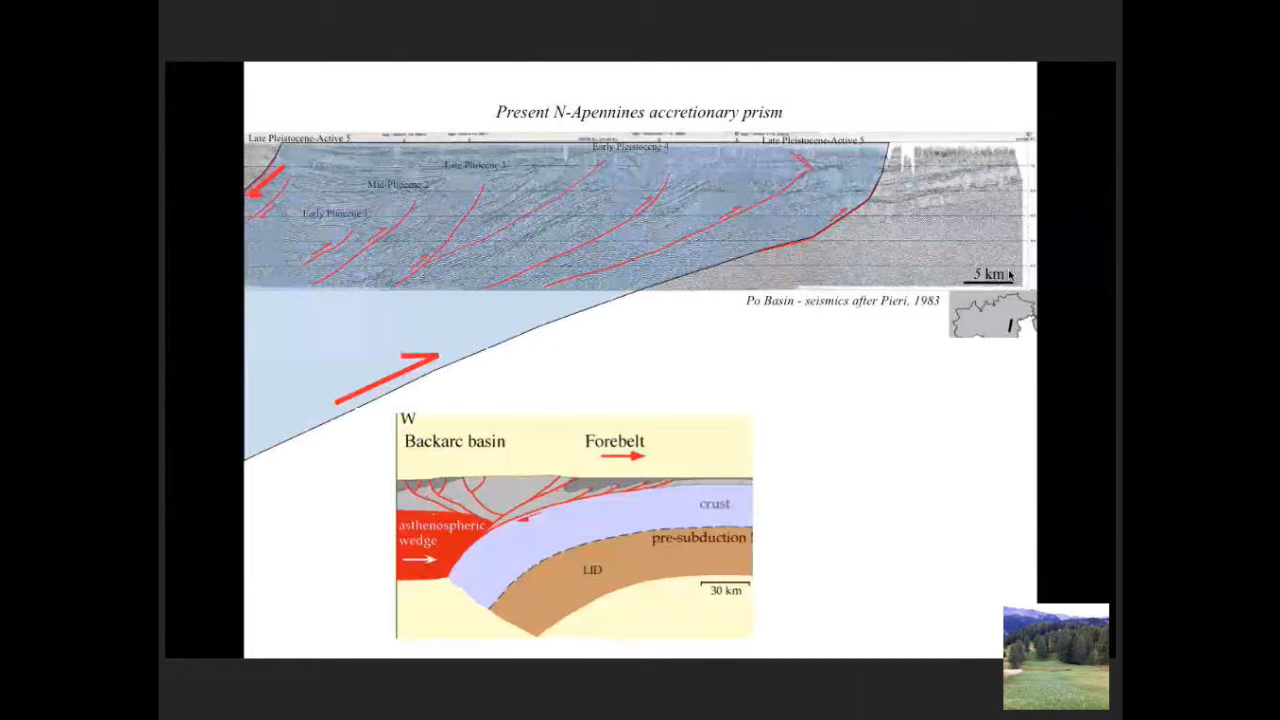 Present N-Apennines accretionary prism
Late Pleistocene-Active 5
Early Pleistocene 4
Late Pleistocene-Active 5
Late Pliocene 3
Mid-Pliocene 2
Early Pliocene 1
5 km
Po Basin - seismics after Pieri, 1983
W
Backarc basin
Forebelt
crust
asthenospheric
wedge
pre-subduction
LID
30 km